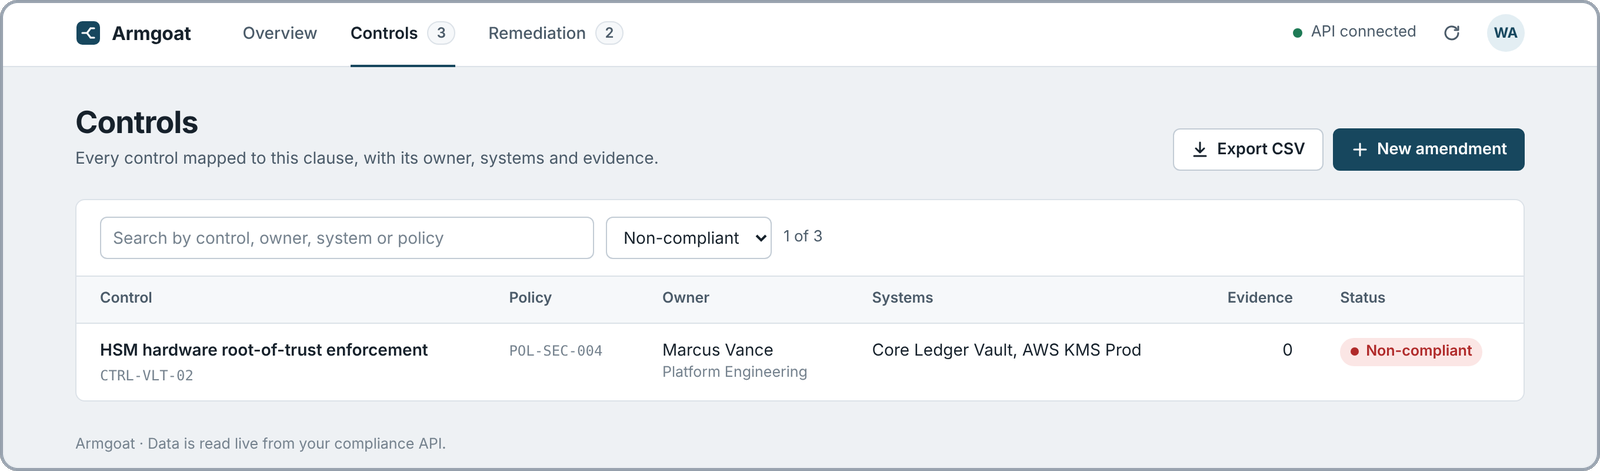 Armgoat Overview Controls 3 Remediation 2 API connected WA
Controls
Every control mapped to this clause, with its owner, systems and evidence.
Export CSV + New amendment
Search by control, owner, system or policy Non-compliant 1 of 3
Control Policy Owner Systems Evidence Status
HSM hardware root-of-trust enforcement POL-SEC-004 Marcus Vance Core Ledger Vault, AWS KMS Prod 0 Non-compliant
CTRL-VLT-02 Platform Engineering
Armgoat · Data is read live from your compliance API.